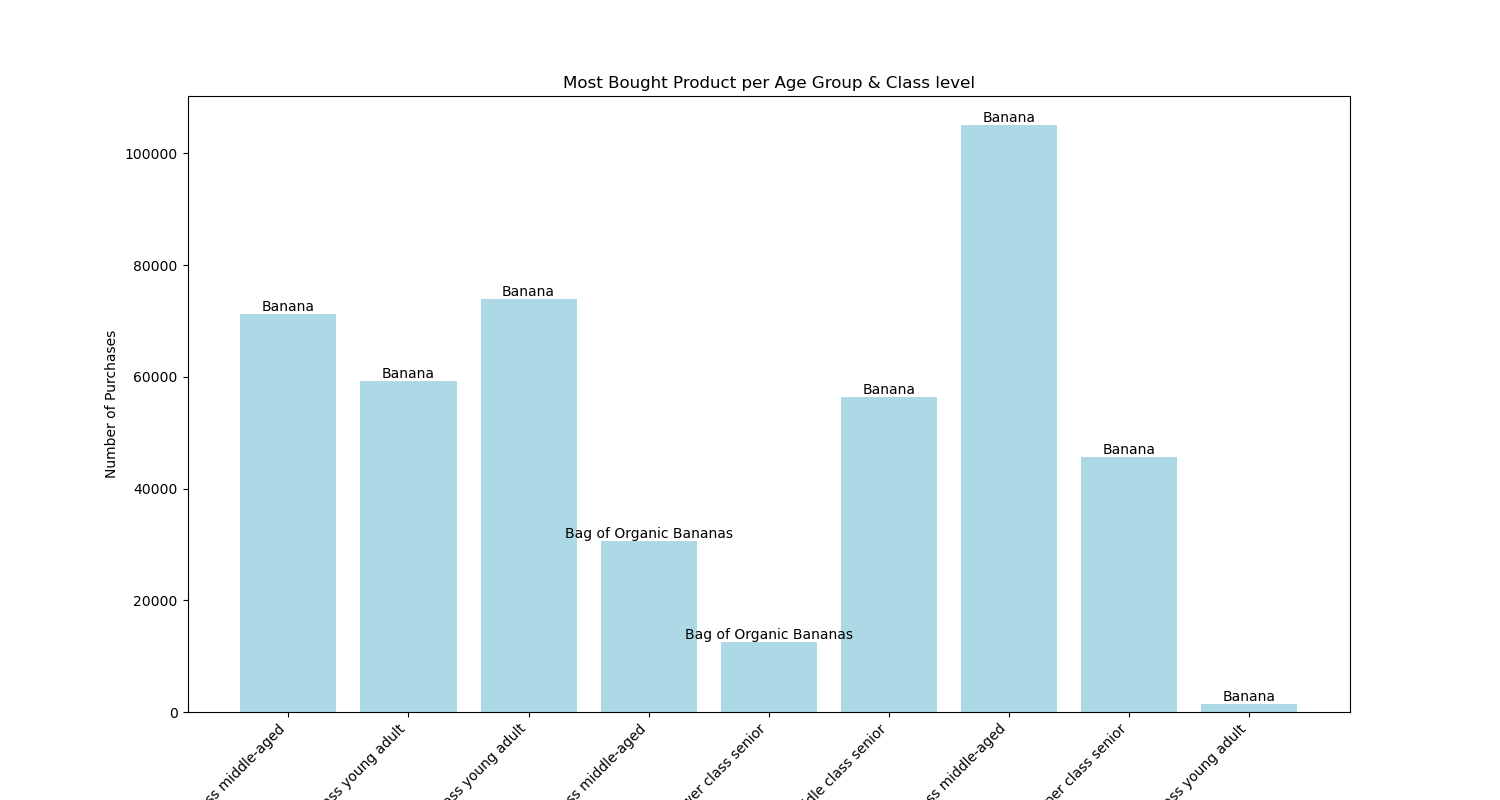 Most Bought Product per Age Group & Class level
Number of Purchases
100000
80000
60000
40000
20000
0
Banana
Banana
Banana
Bag of Organic Bananas
Bag of Organic Bananas
Banana
Banana
Banana
Banana
middle-aged
young adult
young adult
middle-aged
class senior
class senior
middle-aged
class senior
young adult